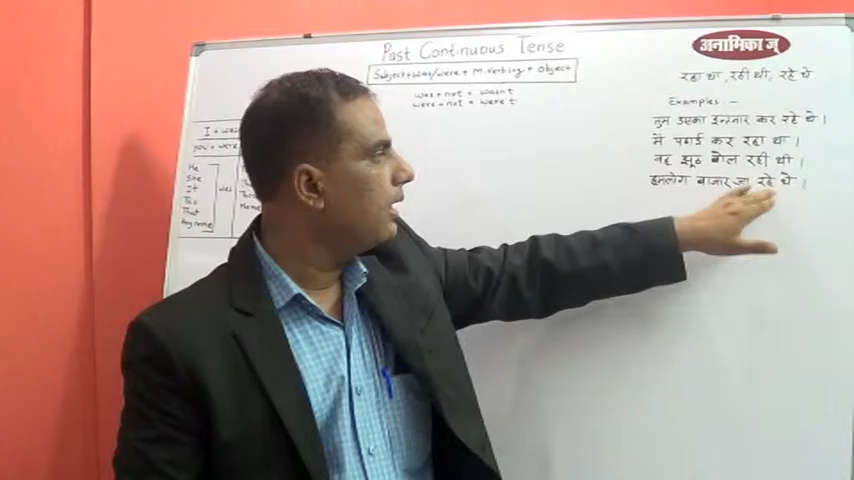 Past Continuous Tense
Subject + was/were + M.verb+ing + Object
was + not = wasn't
were + not = weren't
I + was
you + were
He
She
It
This
That
Any name
was
अनामिका ज्
रहा था, रही थी, रहे थे
Examples :-
तुम उसका इन्तजार कर रहे थे।
मैं पढाई कर रहा था।
वह झूठ बोल रही थी।
हमलोग बाजार जा रहे थे।